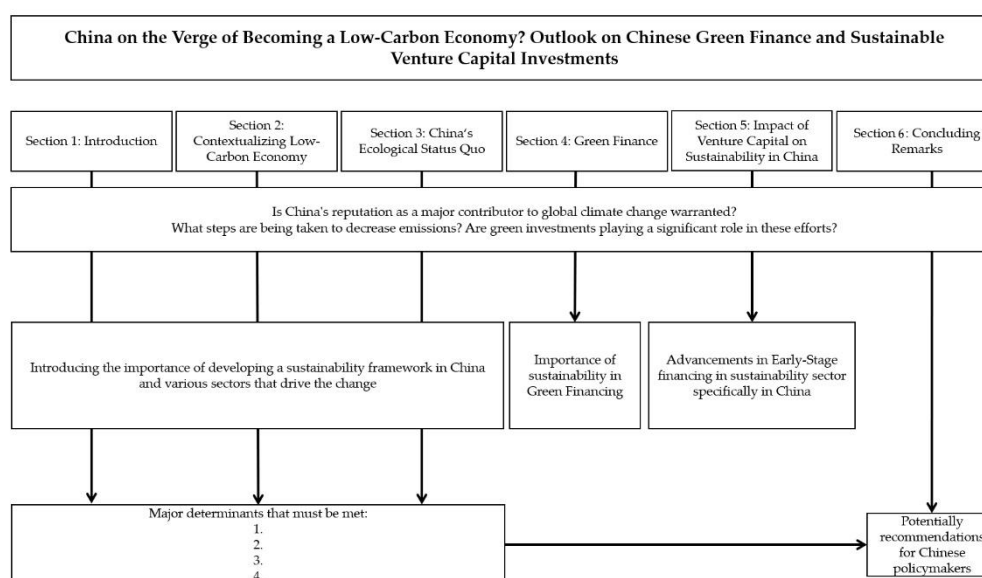 China on the Verge of Becoming a Low-Carbon Economy? Outlook on Chinese Green Finance and Sustainable
Venture Capital Investments
Section 1: Introduction
Section 2:
Contextualizing Low-
Carbon Economy
Section 3: China's
Ecological Status Quo
Section 4: Green Finance
Section 5: Impact of
Venture Capital on
Sustainability in China
Section 6: Concluding
Remarks
Is China's reputation as a major contributor to global climate change warranted?
What steps are being taken to decrease emissions? Are green investments playing a significant role in these efforts?
Introducing the importance of developing a sustainability framework in China
and various sectors that drive the change
Importance of
sustainability in
Green Financing
Advancements in Early-Stage
financing in sustainability sector
specifically in China
Major determinants that must be met:
1.
2.
3.
4.
Potentially
recommendations
for Chinese
policymakers